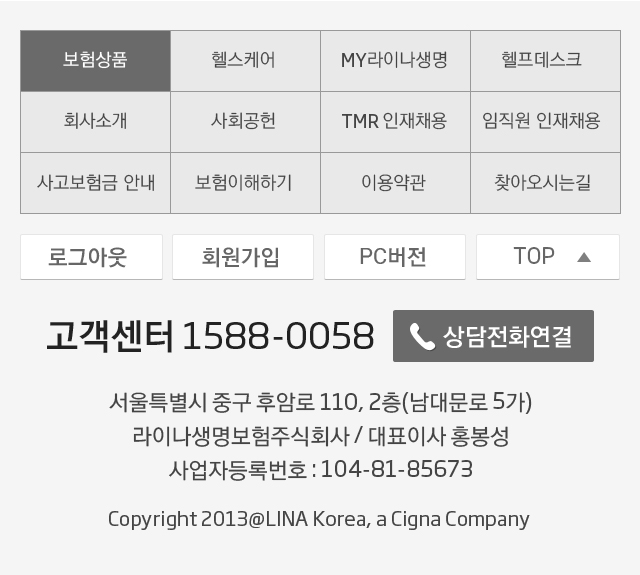 보험상품 헬스케어 MY라이나생명 헬프데스크
회사소개 사회공헌 TMR 인재채용 임직원 인재채용
사고보험금 안내 보험이해하기 이용약관 찾아오시는길
로그아웃 회원가입 PC버전 TOP ▲
고객센터 1588-0058 상담전화연결
서울특별시 중구 후암로 110, 2층(남대문로 5가)
라이나생명보험주식회사 / 대표이사 홍봉성
사업자등록번호 : 104-81-85673
Copyright 2013@LINA Korea, a Cigna Company